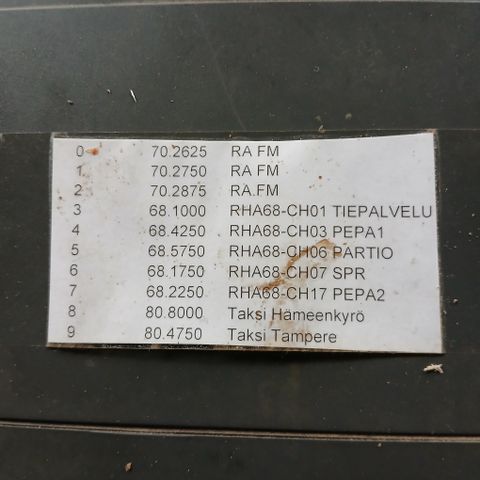 0 70.2625 RA FM
1 70.2750 RA FM
2 70.2875 RA.FM
3 68.1000 RHA68-CH01 TIEPALVELU
4 68.4250 RHA68-CH03 PEPA1
5 68.5750 RHA68-CH06 PARTIO
6 68.1750 RHA68-CH07 SPR
7 68.2250 RHA68-CH17 PEPA2
8 80.8000 Taksi Hämeenkyrö
9 80.4750 Taksi Tampere